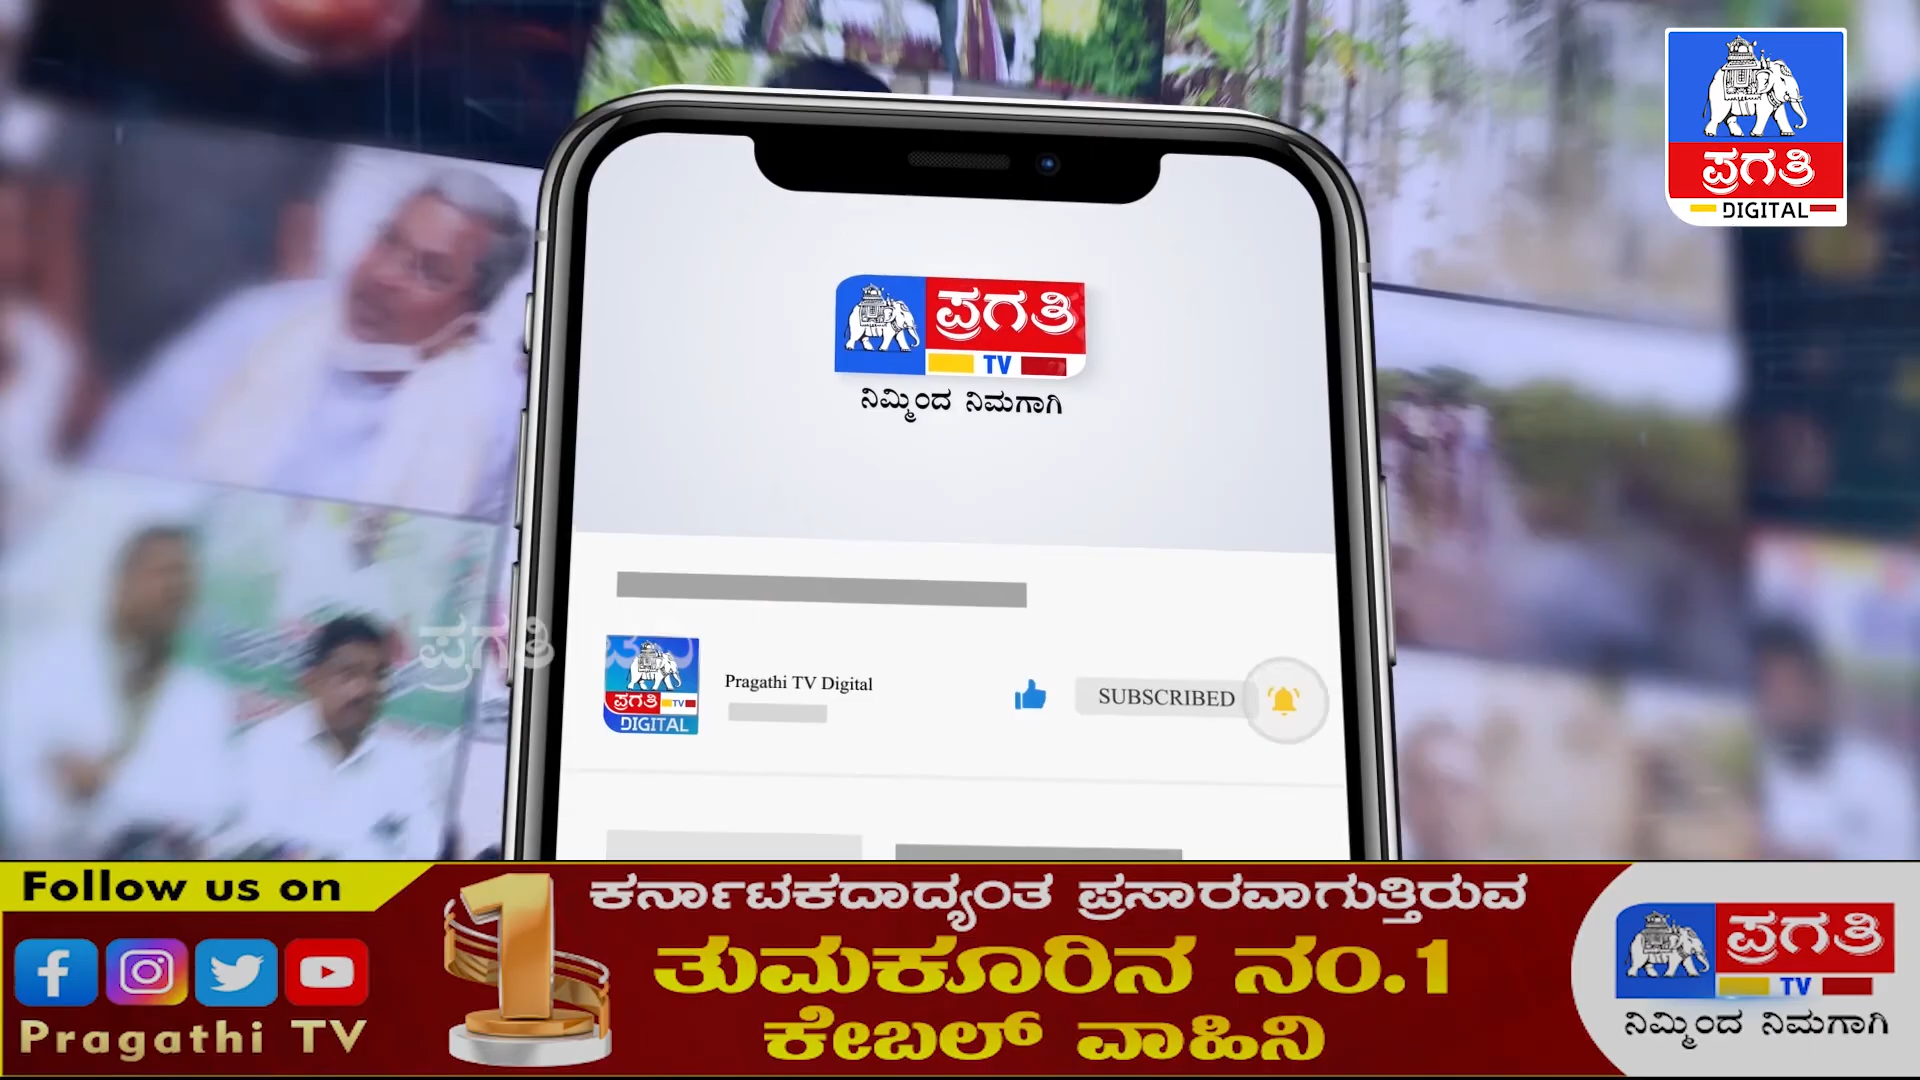 ಪ್ರಗತಿ
DIGITAL
ಪ್ರಗತಿ
TV
ನಿಮ್ಮಿಂದ ನಿಮಗಾಗಿ
ಪ್ರಗತಿ
ಪ್ರಗತಿ TV
DIGITAL
Pragathi TV Digital
SUBSCRIBED
Follow us on
Pragathi TV
ಕರ್ನಾಟಕದಾದ್ಯಂತ ಪ್ರಸಾರವಾಗುತ್ತಿರುವ
ತುಮಕೂರಿನ ನಂ.1
ಕೇಬಲ್ ವಾಹಿನಿ
ಪ್ರಗತಿ
TV
ನಿಮ್ಮಿಂದ ನಿಮಗಾಗಿ